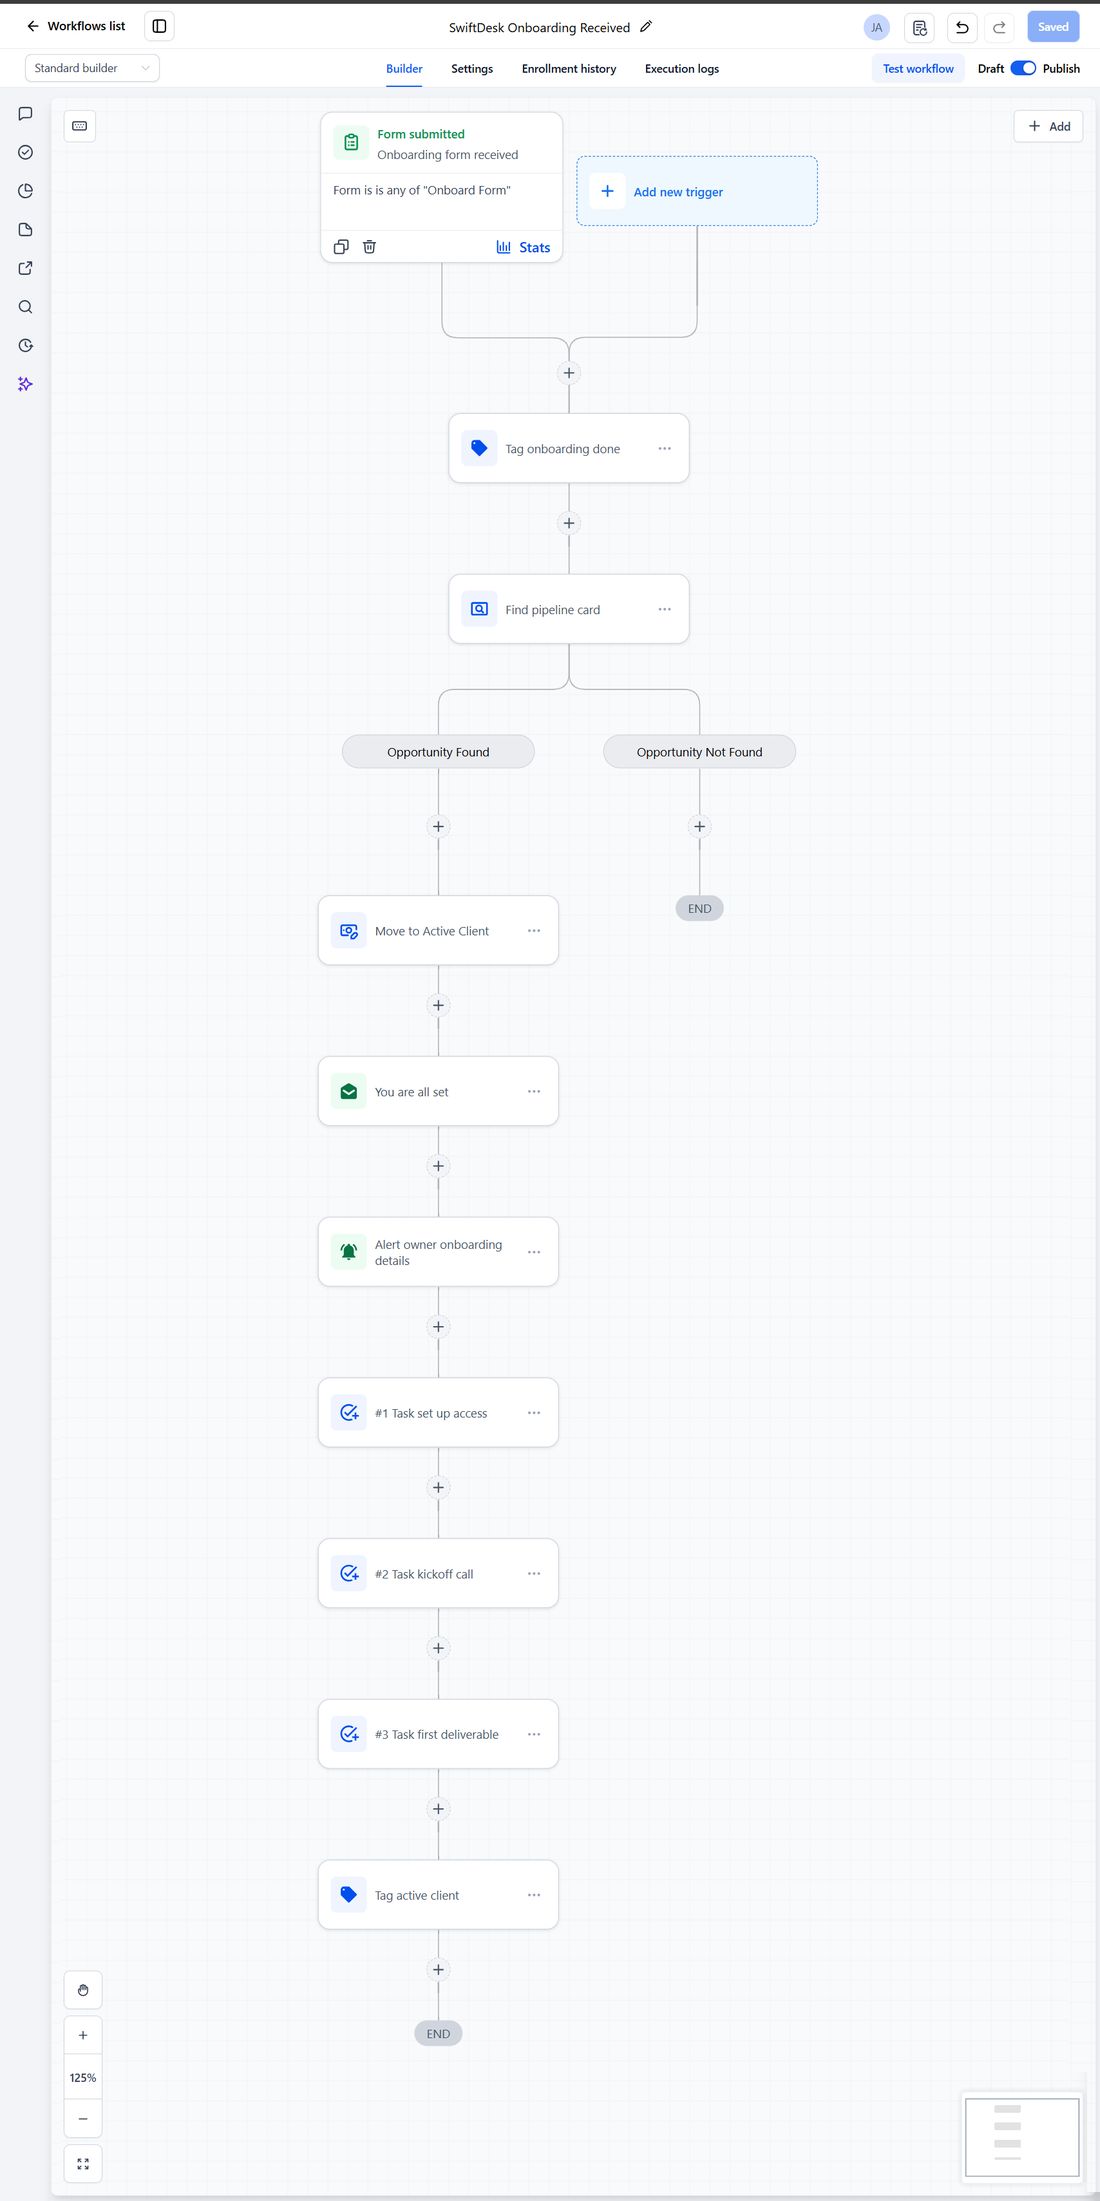 Workflows list
SwiftDesk Onboarding Received
JA
Saved
Standard builder
Builder
Settings
Enrollment history
Execution logs
Test workflow
Draft
Publish
Add
Form submitted
Onboarding form received
Form is is any of "Onboard Form"
Stats
Add new trigger
Tag onboarding done
Find pipeline card
Opportunity Found
Opportunity Not Found
END
Move to Active Client
You are all set
Alert owner onboarding
details
#1 Task set up access
#2 Task kickoff call
#3 Task first deliverable
Tag active client
END
125%